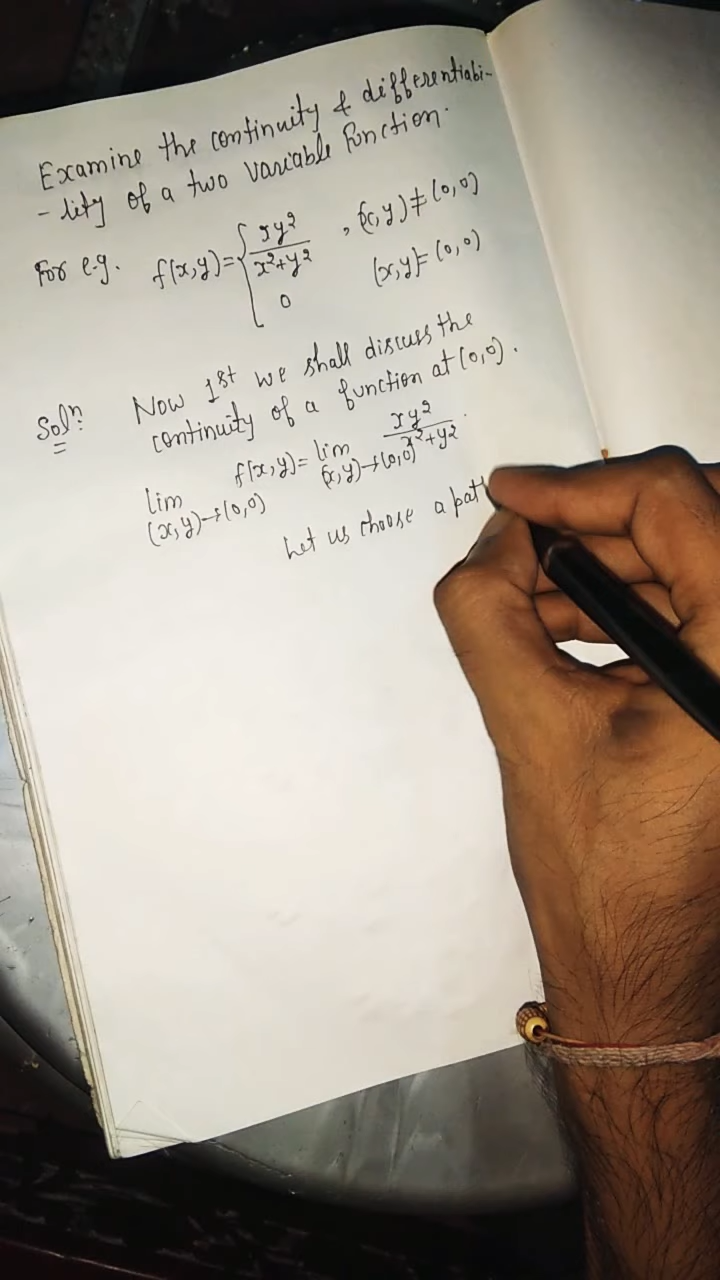 Examine the continuity & differentiabi-
-lity of a two variable function.
For e.g. f(x,y)={ xy²/x²+y² , (x,y)≠(0,0)
0 (x,y)=(0,0)
Solⁿ: Now 1st we shall discuss the
continuity of a function at (0,0).
lim (x,y)→(0,0) f(x,y)= lim (x,y)→(0,0) xy²/x²+y².
Let us choose a pat